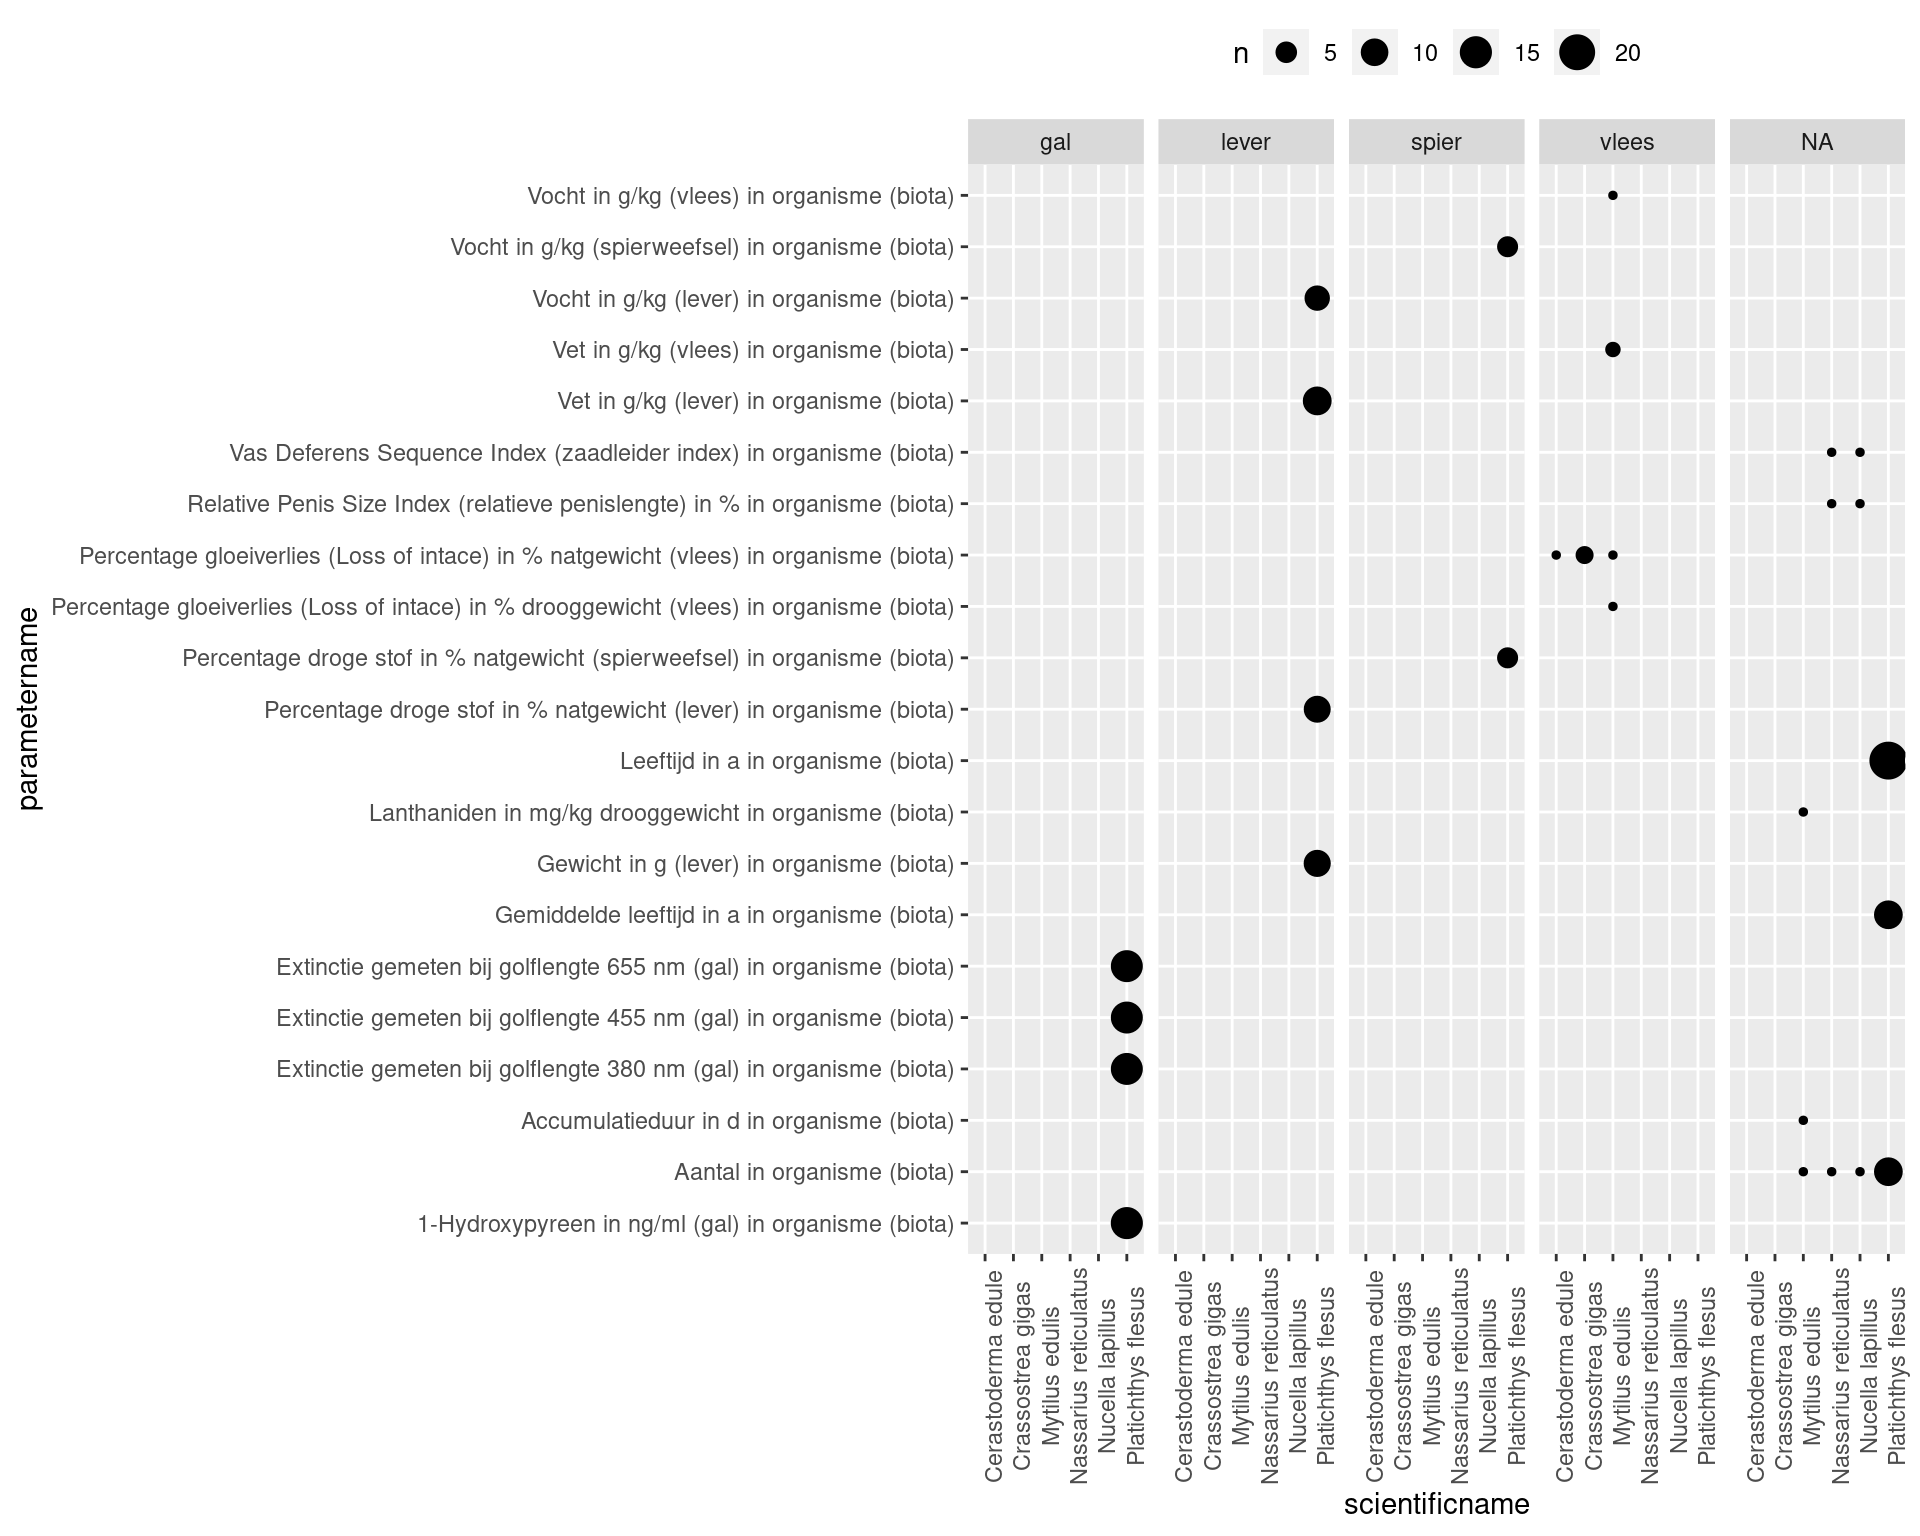 n 5 10 15 20
gal lever spier vlees NA
Vocht in g/kg (vlees) in organisme (biota)
Vocht in g/kg (spierweefsel) in organisme (biota)
Vocht in g/kg (lever) in organisme (biota)
Vet in g/kg (vlees) in organisme (biota)
Vet in g/kg (lever) in organisme (biota)
Vas Deferens Sequence Index (zaadleider index) in organisme (biota)
Relative Penis Size Index (relatieve penislengte) in % in organisme (biota)
Percentage gloeiverlies (Loss of intace) in % natgewicht (vlees) in organisme (biota)
Percentage gloeiverlies (Loss of intace) in % drooggewicht (vlees) in organisme (biota)
Percentage droge stof in % natgewicht (spierweefsel) in organisme (biota)
Percentage droge stof in % natgewicht (lever) in organisme (biota)
Leeftijd in a in organisme (biota)
Lanthaniden in mg/kg drooggewicht in organisme (biota)
Gewicht in g (lever) in organisme (biota)
Gemiddelde leeftijd in a in organisme (biota)
Extinctie gemeten bij golflengte 655 nm (gal) in organisme (biota)
Extinctie gemeten bij golflengte 455 nm (gal) in organisme (biota)
Extinctie gemeten bij golflengte 380 nm (gal) in organisme (biota)
Accumulatieduur in d in organisme (biota)
Aantal in organisme (biota)
1-Hydroxypyreen in ng/ml (gal) in organisme (biota)
parametername
Cerastoderma edule
Crassostrea gigas
Mytilus edulis
Nassarius reticulatus
Nucella lapillus
Platichthys flesus
Cerastoderma edule
Crassostrea gigas
Mytilus edulis
Nassarius reticulatus
Nucella lapillus
Platichthys flesus
Cerastoderma edule
Crassostrea gigas
Mytilus edulis
Nassarius reticulatus
Nucella lapillus
Platichthys flesus
Cerastoderma edule
Crassostrea gigas
Mytilus edulis
Nassarius reticulatus
Nucella lapillus
Platichthys flesus
Cerastoderma edule
Crassostrea gigas
Mytilus edulis
Nassarius reticulatus
Nucella lapillus
Platichthys flesus
scientificname